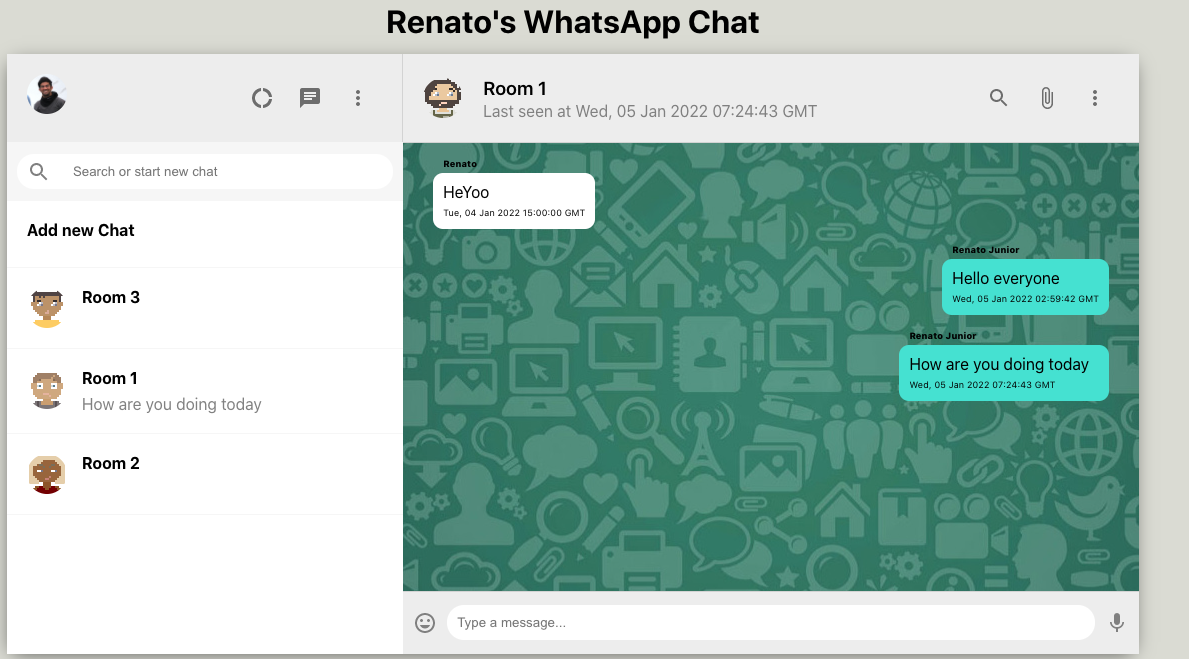 Renato's WhatsApp Chat
Search or start new chat
Add new Chat
Room 3
Room 1
How are you doing today
Room 2
Room 1
Last seen at Wed, 05 Jan 2022 07:24:43 GMT
Renato
HeYoo
Tue, 04 Jan 2022 15:00:00 GMT
Renato Junior
Hello everyone
Wed, 05 Jan 2022 02:59:42 GMT
Renato Junior
How are you doing today
Wed, 05 Jan 2022 07:24:43 GMT
Type a message...